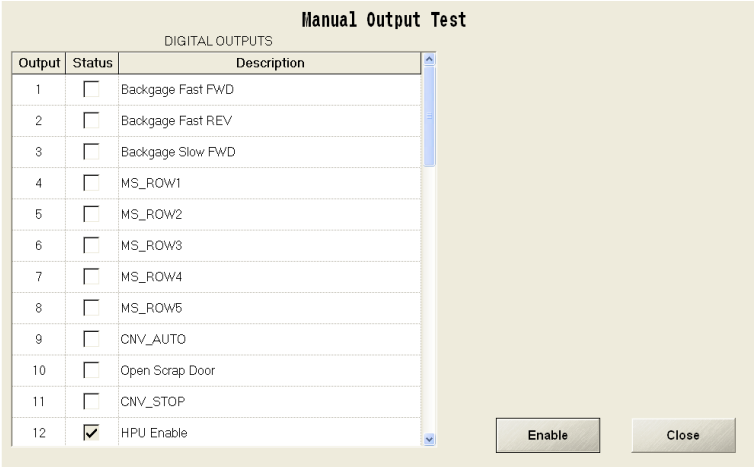 Manual Output Test
DIGITAL OUTPUTS
Output Status Description
1 Backgage Fast FWD
2 Backgage Fast REV
3 Backgage Slow FWD
4 MS_ROW1
5 MS_ROW2
6 MS_ROW3
7 MS_ROW4
8 MS_ROW5
9 CNV_AUTO
10 Open Scrap Door
11 CNV_STOP
12 HPU Enable
Enable Close